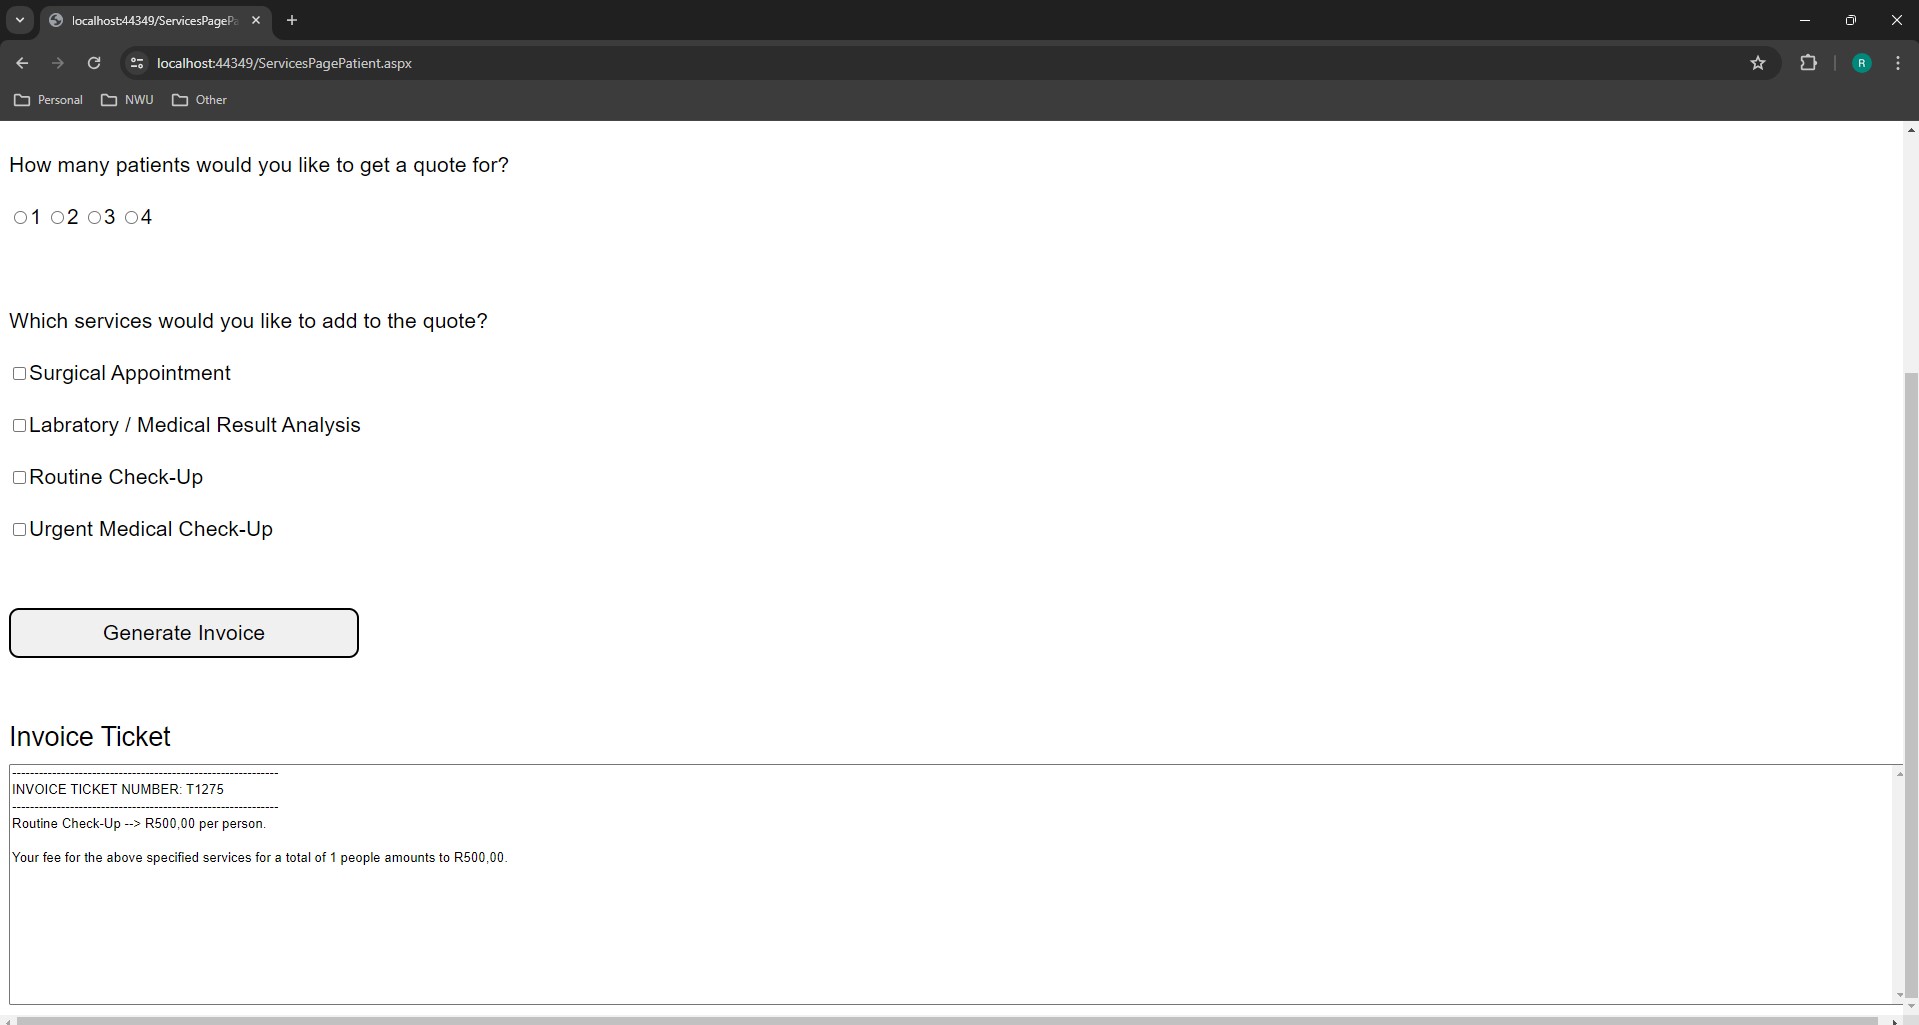 localhost:44349/ServicesPagePa
localhost:44349/ServicesPagePatient.aspx
R
Personal NWU Other
How many patients would you like to get a quote for?
1 2 3 4
Which services would you like to add to the quote?
Surgical Appointment
Labratory / Medical Result Analysis
Routine Check-Up
Urgent Medical Check-Up
Generate Invoice
Invoice Ticket
------------------------------------------------------------
INVOICE TICKET NUMBER: T1275
------------------------------------------------------------
Routine Check-Up --> R500,00 per person.
Your fee for the above specified services for a total of 1 people amounts to R500,00.